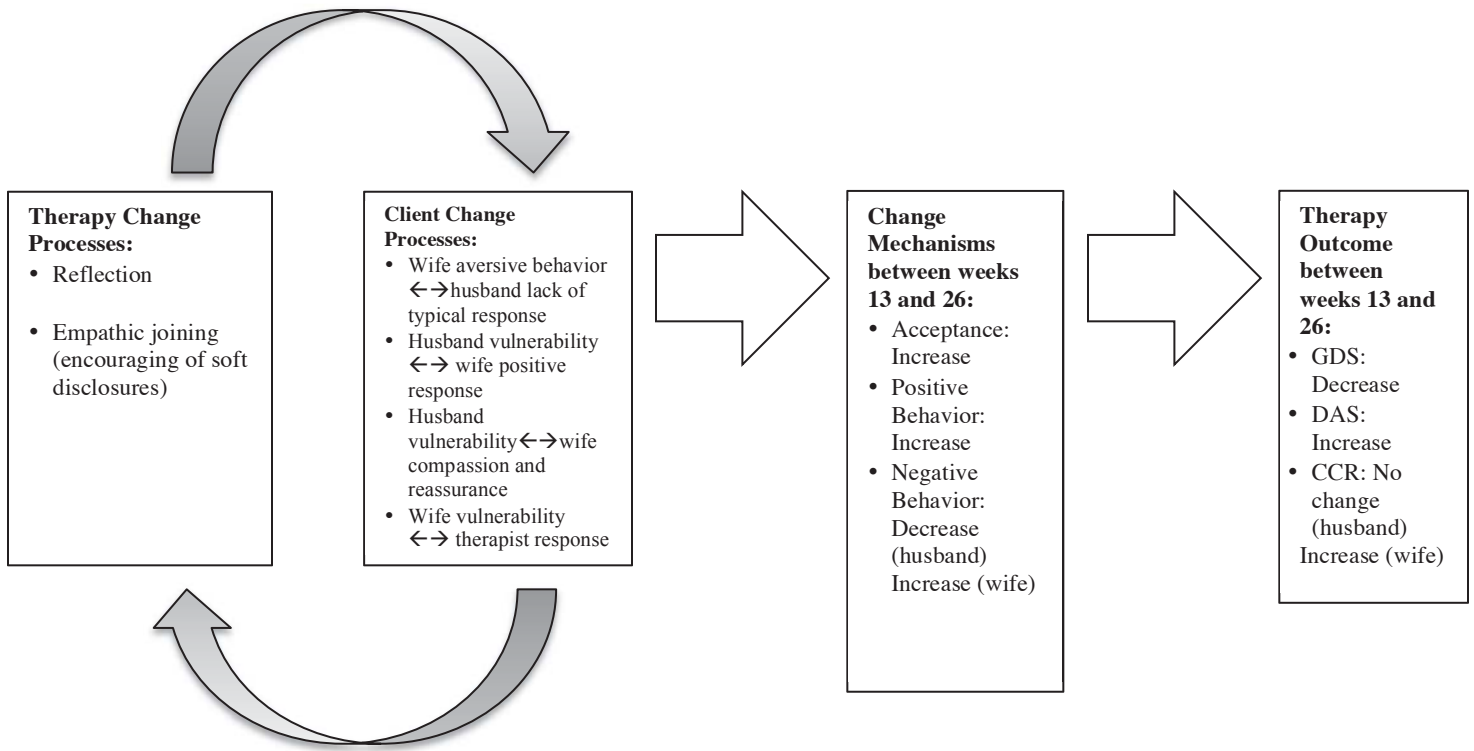 Therapy Change
Processes:
• Reflection
• Empathic joining
(encouraging of soft
disclosures)
Client Change
Processes:
• Wife aversive behavior
←→husband lack of
typical response
• Husband vulnerability
←→ wife positive
response
• Husband
vulnerability←→wife
compassion and
reassurance
• Wife vulnerability
←→ therapist response
Change
Mechanisms
between weeks
13 and 26:
• Acceptance:
Increase
• Positive
Behavior:
Increase
• Negative
Behavior:
Decrease
(husband)
Increase (wife)
Therapy
Outcome
between
weeks 13 and
26:
• GDS:
Decrease
• DAS:
Increase
• CCR: No
change
(husband)
Increase (wife)